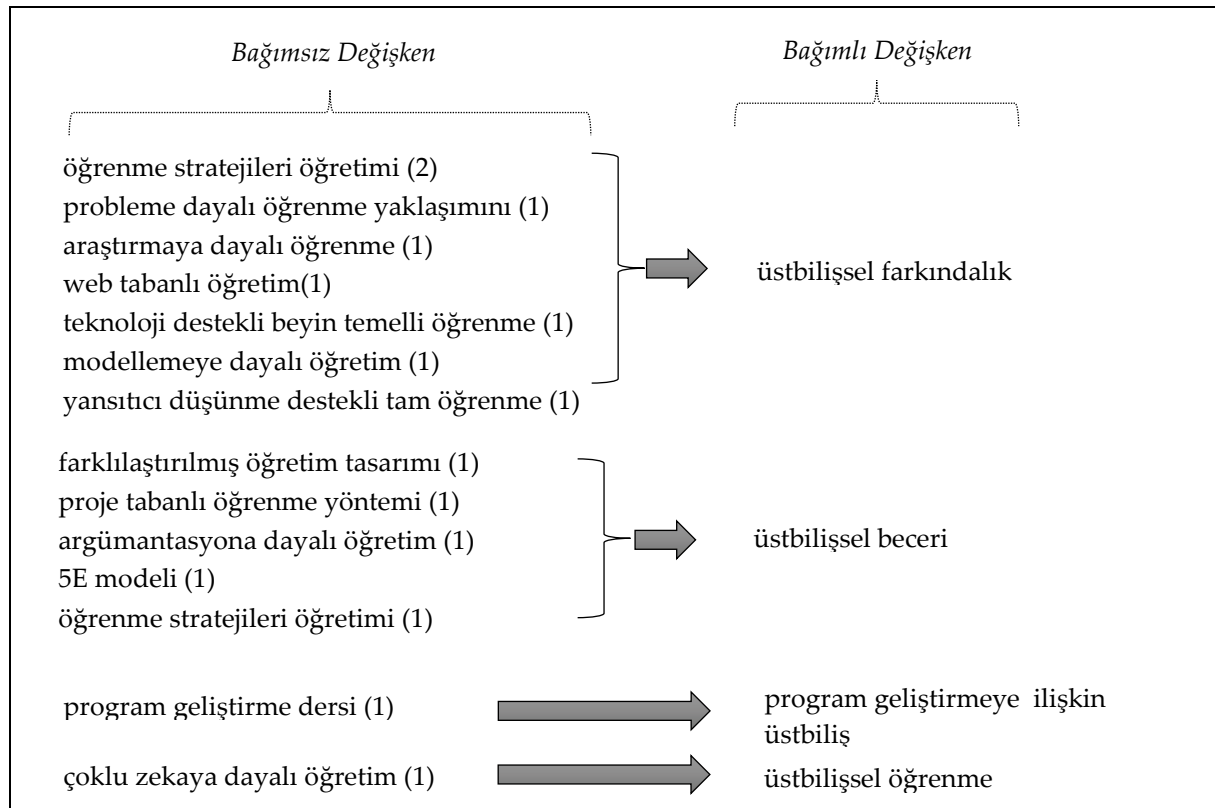 Bağımsız Değişken
Bağımlı Değişken
öğrenme stratejileri öğretimi (2)
probleme dayalı öğrenme yaklaşımını (1)
araştırmaya dayalı öğrenme (1)
web tabanlı öğretim(1)
teknoloji destekli beyin temelli öğrenme (1)
modellemeye dayalı öğretim (1)
yansıtıcı düşünme destekli tam öğrenme (1)
üstbilişsel farkındalık
farklılaştırılmış öğretim tasarımı (1)
proje tabanlı öğrenme yöntemi (1)
argümantasyona dayalı öğretim (1)
5E modeli (1)
öğrenme stratejileri öğretimi (1)
üstbilişsel beceri
program geliştirme dersi (1)
program geliştirmeye ilişkin
üstbiliş
çoklu zekaya dayalı öğretim (1)
üstbilişsel öğrenme